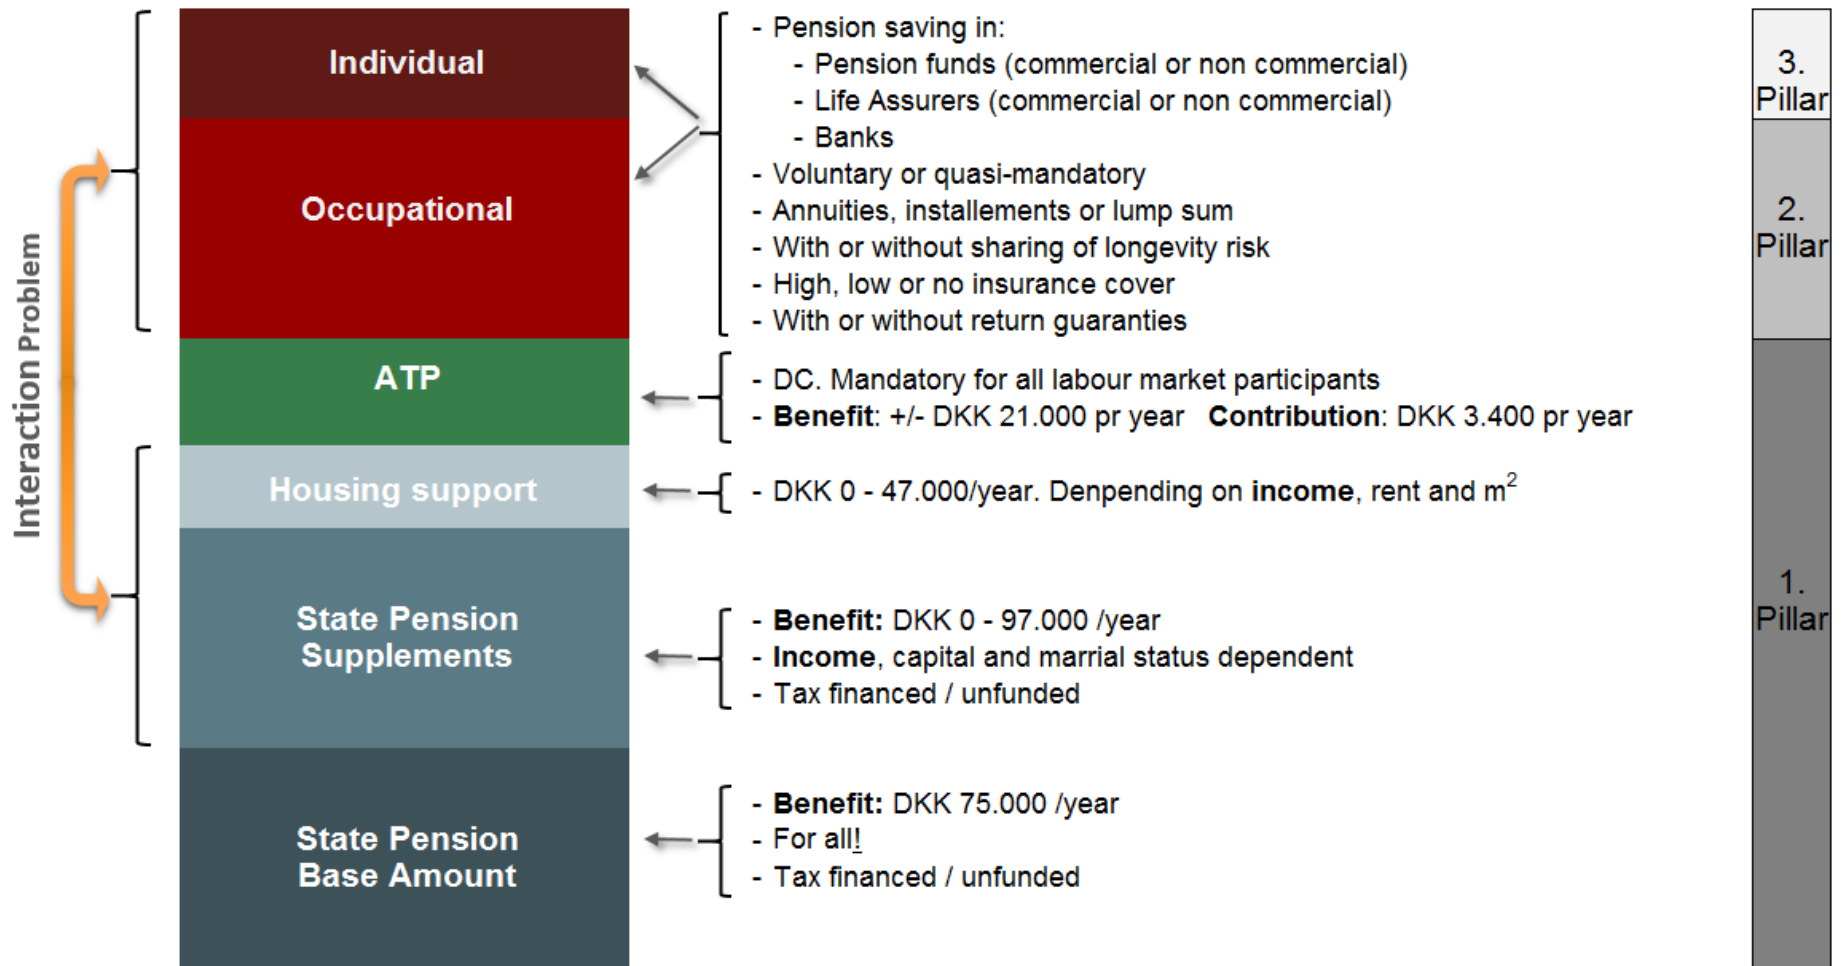 Interaction Problem
Individual
Occupational
ATP
Housing support
State Pension
Supplements
State Pension
Base Amount
- Pension saving in:
- Pension funds (commercial or non commercial)
- Life Assurers (commercial or non commercial)
- Banks
- Voluntary or quasi-mandatory
- Annuities, installements or lump sum
- With or without sharing of longevity risk
- High, low or no insurance cover
- With or without return guaranties
- DC. Mandatory for all labour market participants
- Benefit: +/- DKK 21.000 pr year Contribution: DKK 3.400 pr year
- DKK 0 - 47.000/year. Denpending on income, rent and m²
- Benefit: DKK 0 - 97.000 /year
- Income, capital and marrial status dependent
- Tax financed / unfunded
- Benefit: DKK 75.000 /year
- For all!
- Tax financed / unfunded
3.
Pillar
2.
Pillar
1.
Pillar